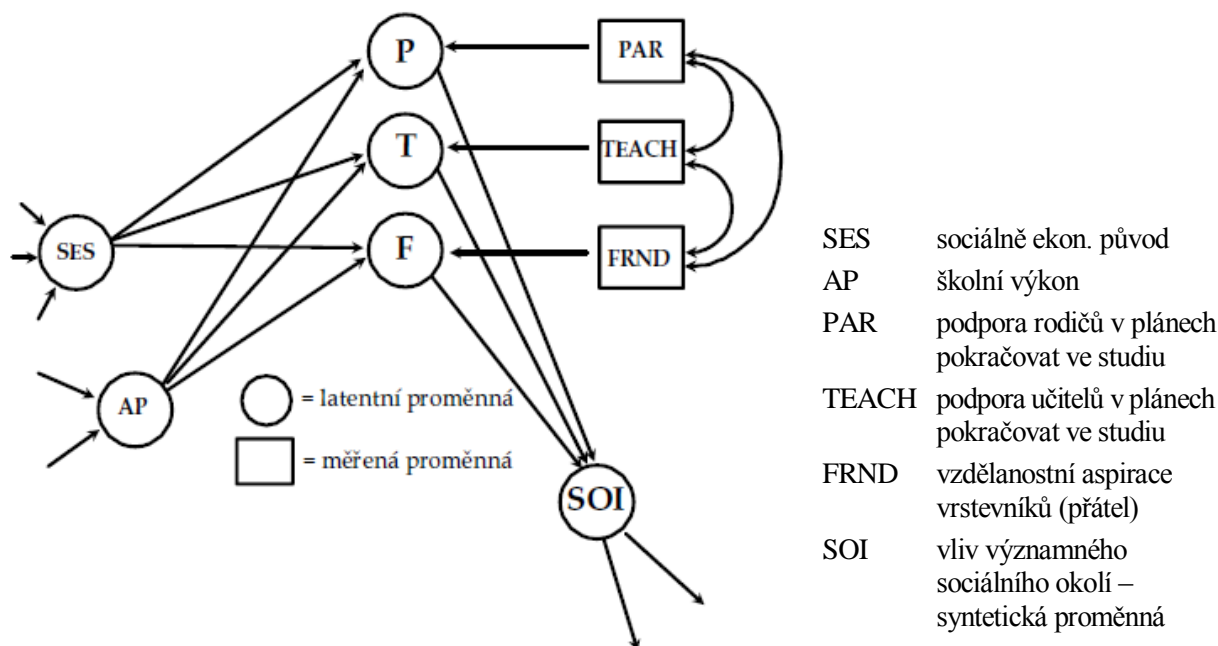 P
PAR
T
TEACH
F
FRND
SES
AP
= latentní proměnná
= měřená proměnná
SOI
SES sociálně ekon. původ
AP školní výkon
PAR podpora rodičů v plánech
pokračovat ve studiu
TEACH podpora učitelů v plánech
pokračovat ve studiu
FRND vzdělanostní aspirace
vrstevníků (přátel)
SOI vliv významného
sociálního okolí –
syntetická proměnná